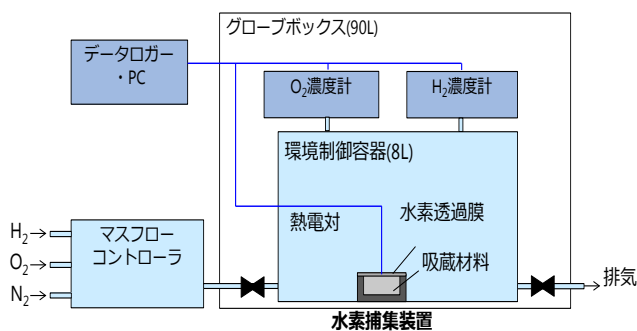 グローブボックス(90L)
データロガー
・PC
O₂濃度計
H₂濃度計
環境制御容器(8L)
熱電対
水素透過膜
吸蔵材料
H₂→
O₂→
N₂→
マスフロー
コントローラ
排気
水素捕集装置